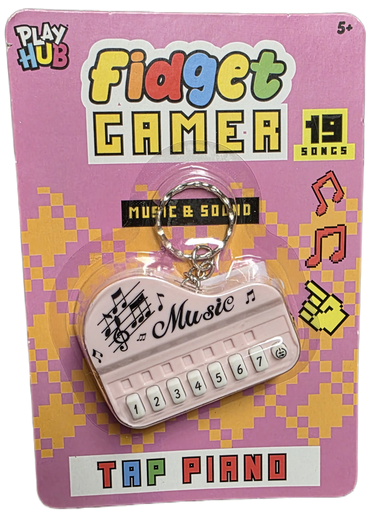 PLAY
HUB
5+
Fidget
GAMER
19
SONGS
MUSIC & SOUND
Music
1 2 3 4 5 6 7
TAP PIANO